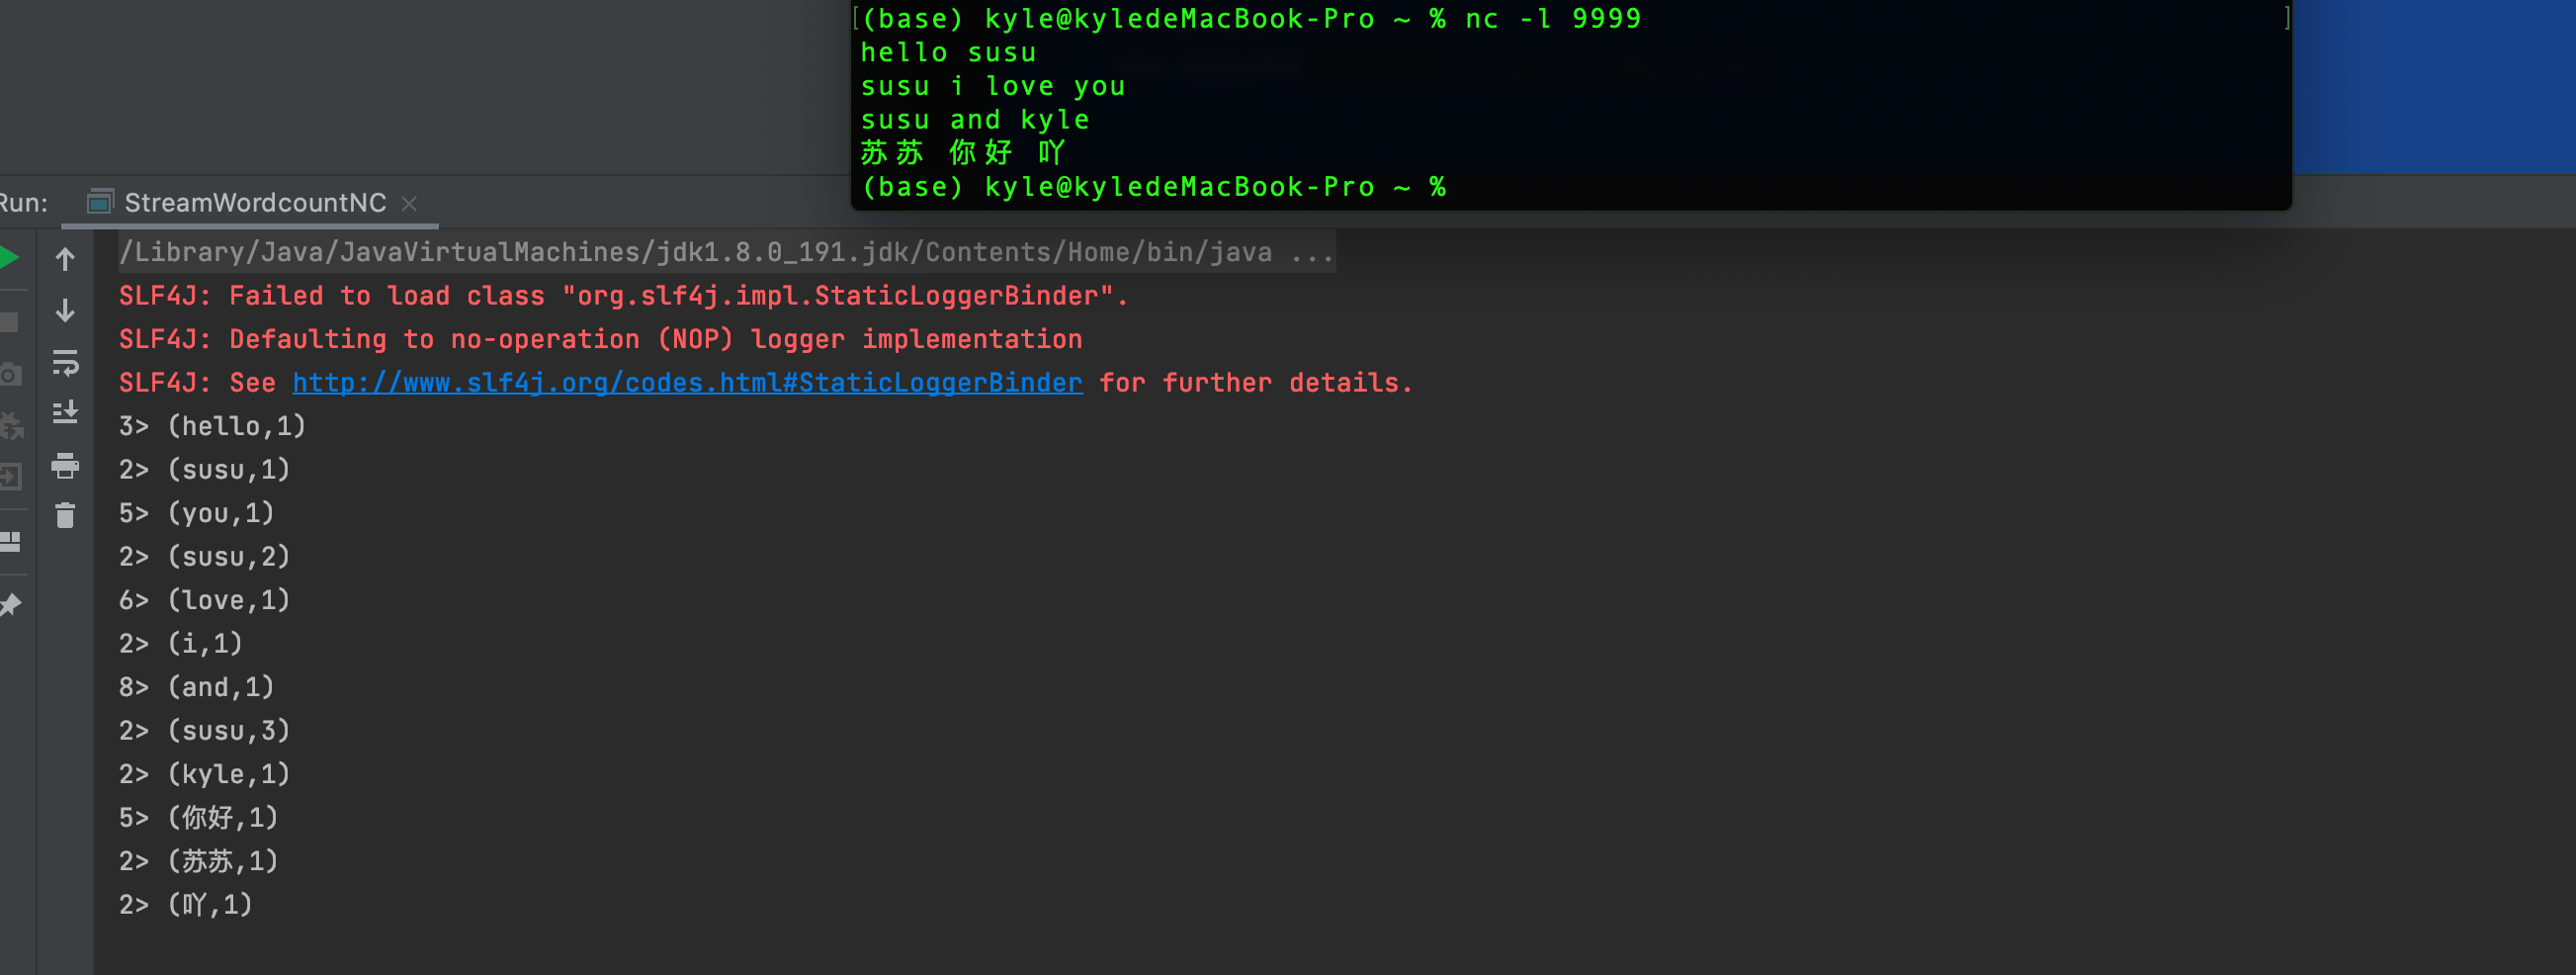 (base) kyle@kyledeMacBook-Pro ~ % nc -l 9999
hello susu
susu i love you
susu and kyle
苏苏 你好 吖
(base) kyle@kyledeMacBook-Pro ~ %
Run: StreamWordcountNC
/Library/Java/JavaVirtualMachines/jdk1.8.0_191.jdk/Contents/Home/bin/java ...
SLF4J: Failed to load class "org.slf4j.impl.StaticLoggerBinder".
SLF4J: Defaulting to no-operation (NOP) logger implementation
SLF4J: See http://www.slf4j.org/codes.html#StaticLoggerBinder for further details.
3> (hello,1)
2> (susu,1)
5> (you,1)
2> (susu,2)
6> (love,1)
2> (i,1)
8> (and,1)
2> (susu,3)
2> (kyle,1)
5> (你好,1)
2> (苏苏,1)
2> (吖,1)